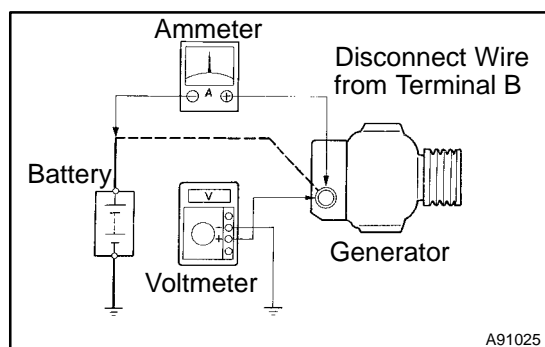 Ammeter
A
Disconnect Wire
from Terminal B
Battery
V
Generator
Voltmeter
A91025